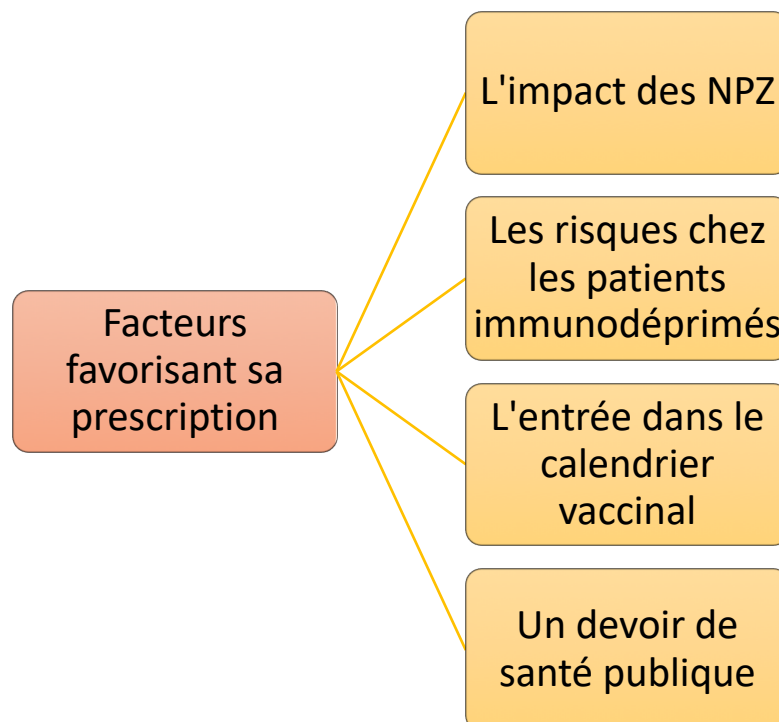 Facteurs
favorisant sa
prescription
L'impact des NPZ
Les risques chez
les patients
immunodéprimés
L'entrée dans le
calendrier
vaccinal
Un devoir de
santé publique